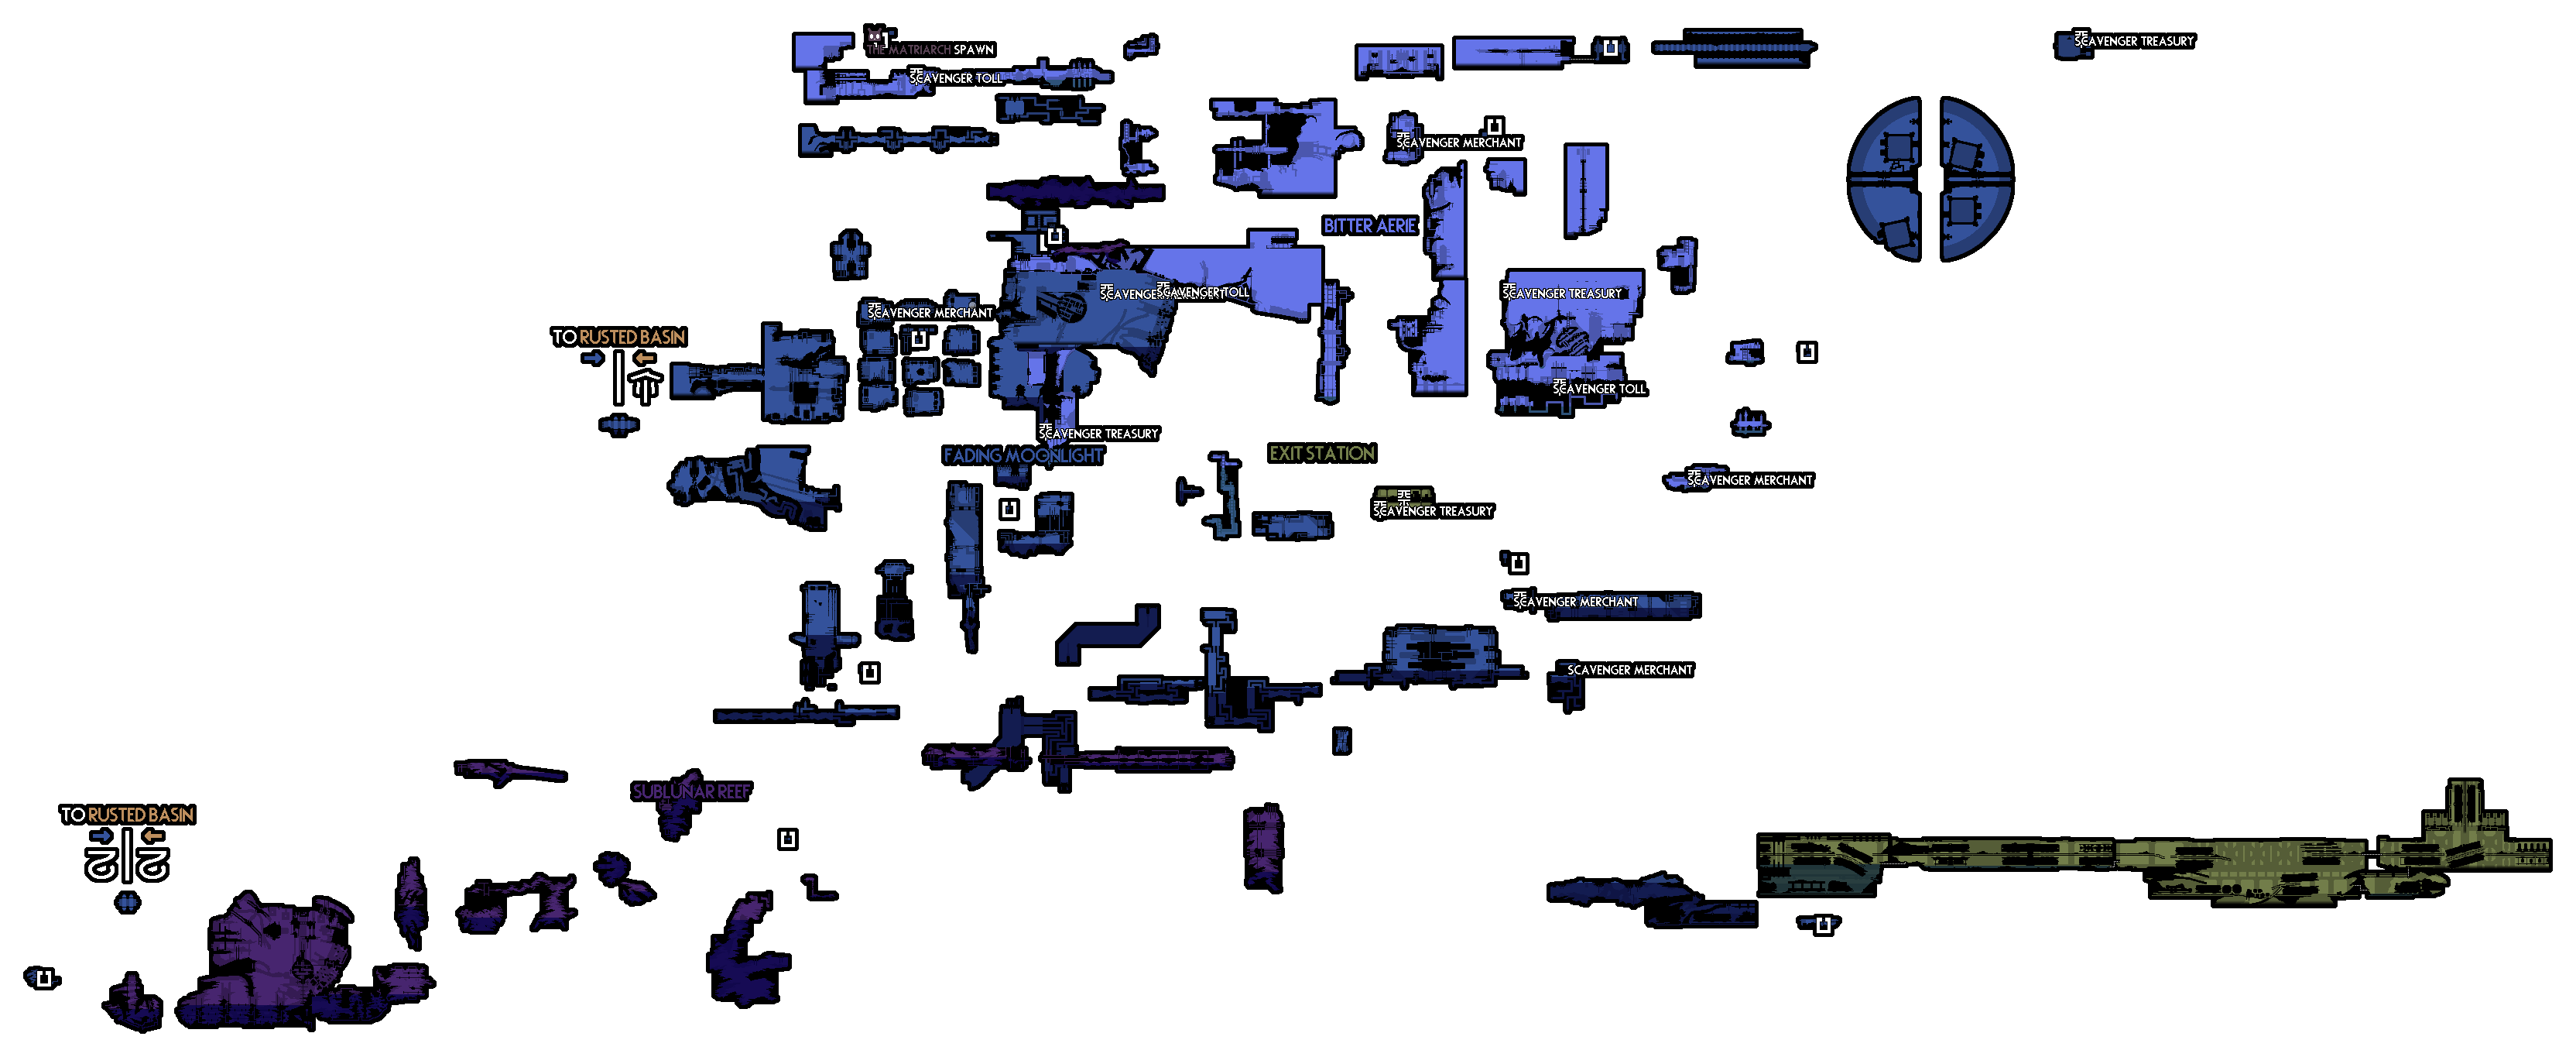 THE MATRIARCH SPAWN
SCAVENGER TREASURY
SCAVENGER TOLL
SCAVENGER MERCHANT
BITTER AERIE
SCAVENGER TOLL
SCAVENGER TREASURY
SCAVENGER MERCHANT
TO RUSTED BASIN
SCAVENGER TOLL
SCAVENGER TREASURY
FADING MOONLIGHT
EXIT STATION
SCAVENGER MERCHANT
SCAVENGER TREASURY
SCAVENGER MERCHANT
SCAVENGER MERCHANT
SUBLUNAR REEF
TO RUSTED BASIN